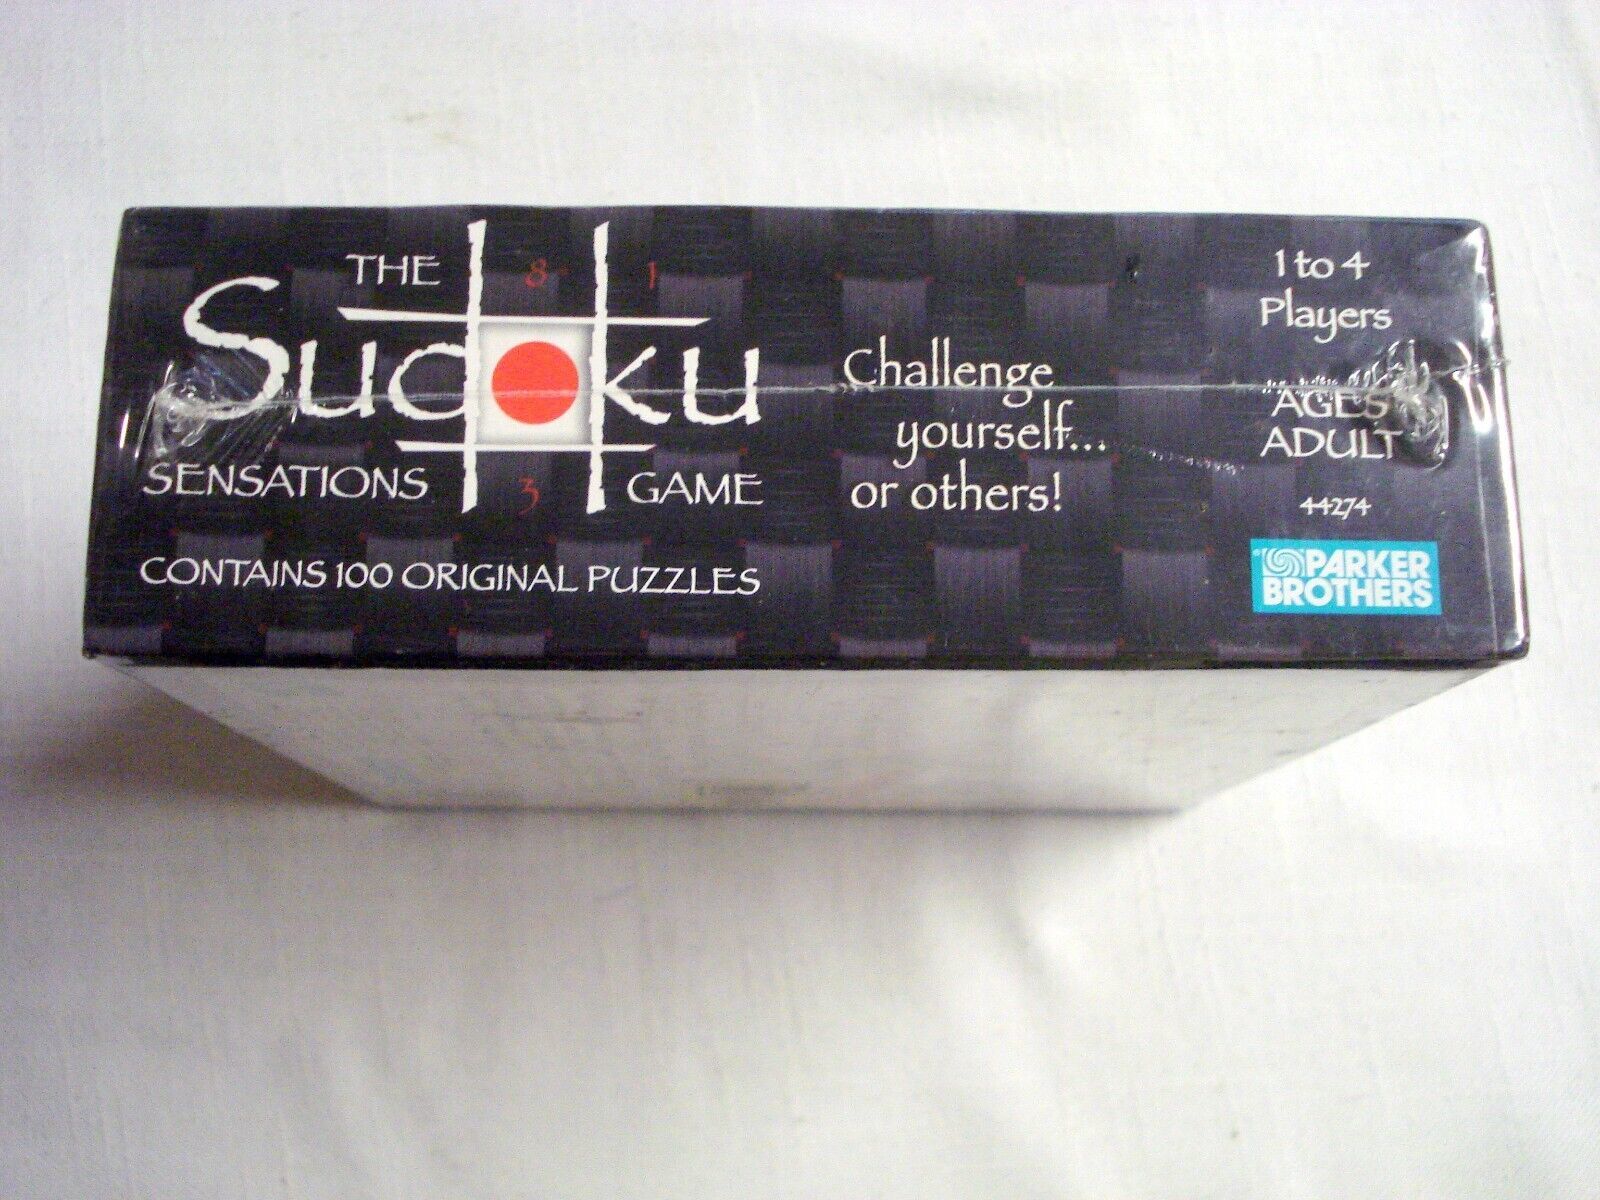 THE
8 1
Sudoku
SENSATIONS 3 GAME
CONTAINS 100 ORIGINAL PUZZLES
Challenge
yourself...
or others!
1 to 4
Players
AGES
ADULT
44274
PARKER
BROTHERS